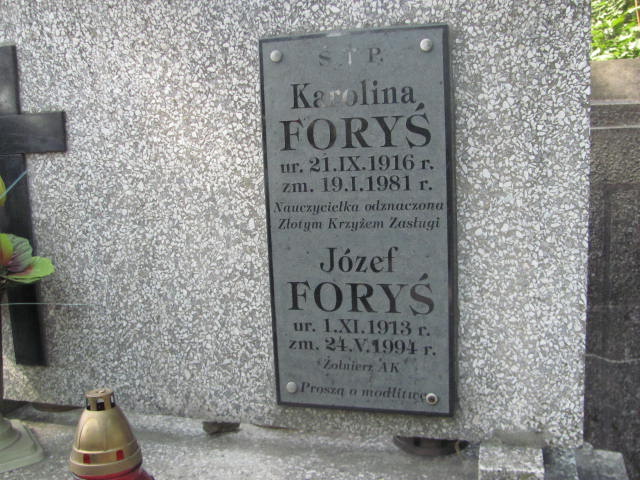 Ś. † P.
Karolina
FORYŚ
ur. 21.IX.1916 r.
zm. 19.I.1981 r.
Nauczycielka odznaczona
Złotym Krzyżem Zasługi
Józef
FORYŚ
ur. 1.XI.1913 r.
zm. 24.V.1994 r.
Żołnierz AK
Proszą o modlitwę